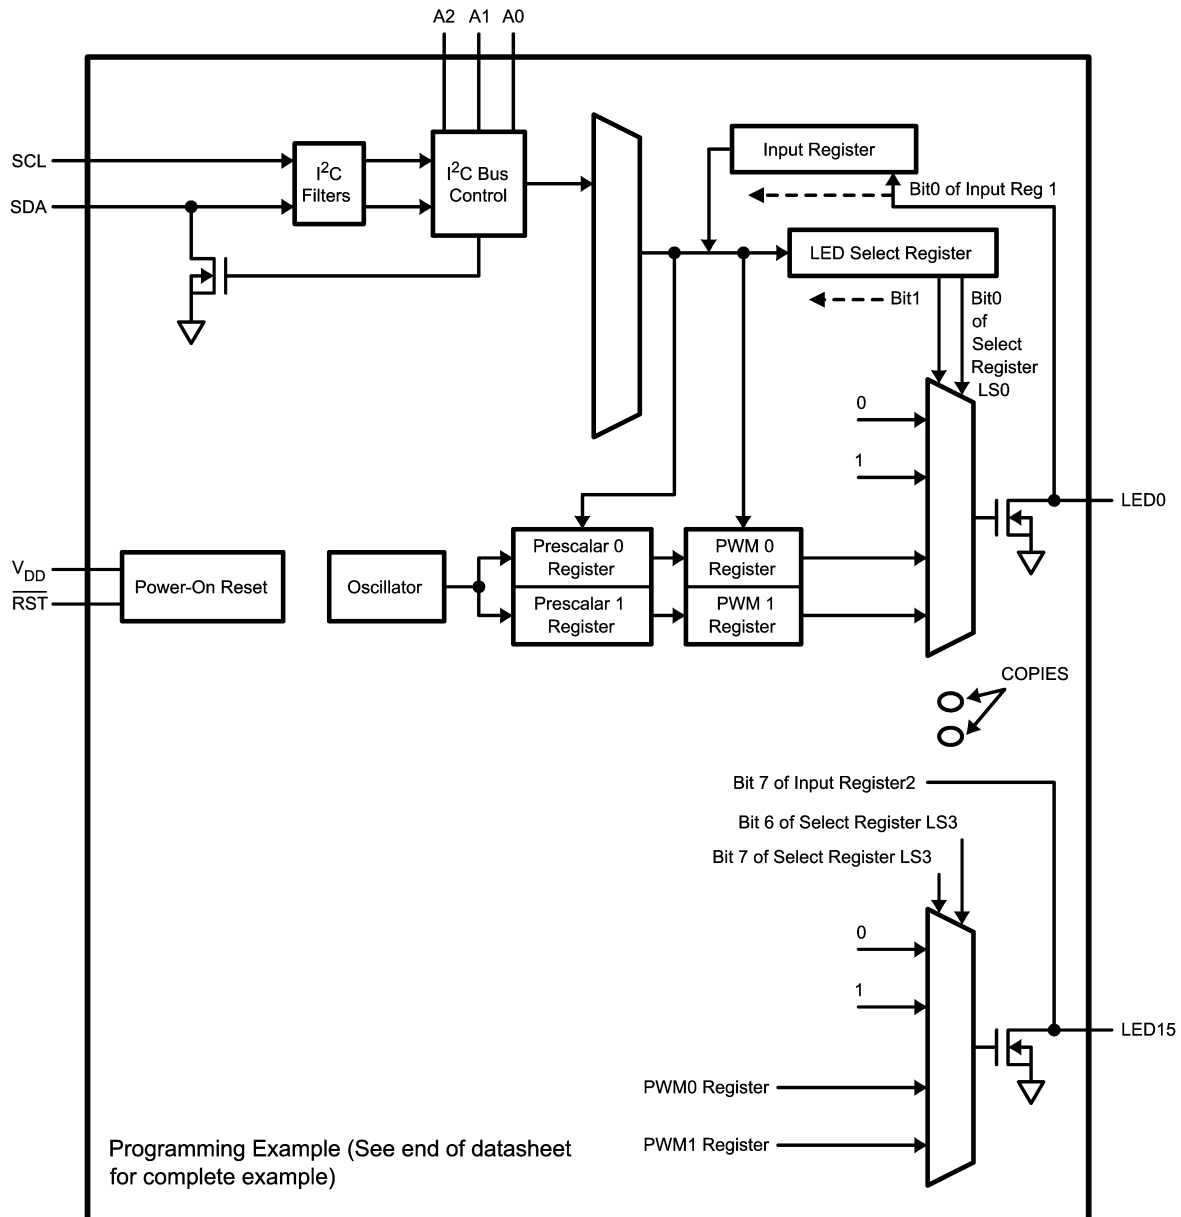 A2 A1 A0
SCL
SDA
I²C
Filters
I²C Bus
Control
Input Register
Bit0 of Input Reg 1
LED Select Register
Bit1
Bit0
of
Select
Register
LS0
0
1
LED0
V_DD
R̅S̅T̅
Power-On Reset
Oscillator
Prescalar 0
Register
Prescalar 1
Register
PWM 0
Register
PWM 1
Register
COPIES
Bit 7 of Input Register2
Bit 6 of Select Register LS3
Bit 7 of Select Register LS3
0
1
LED15
PWM0 Register
PWM1 Register
Programming Example (See end of datasheet
for complete example)